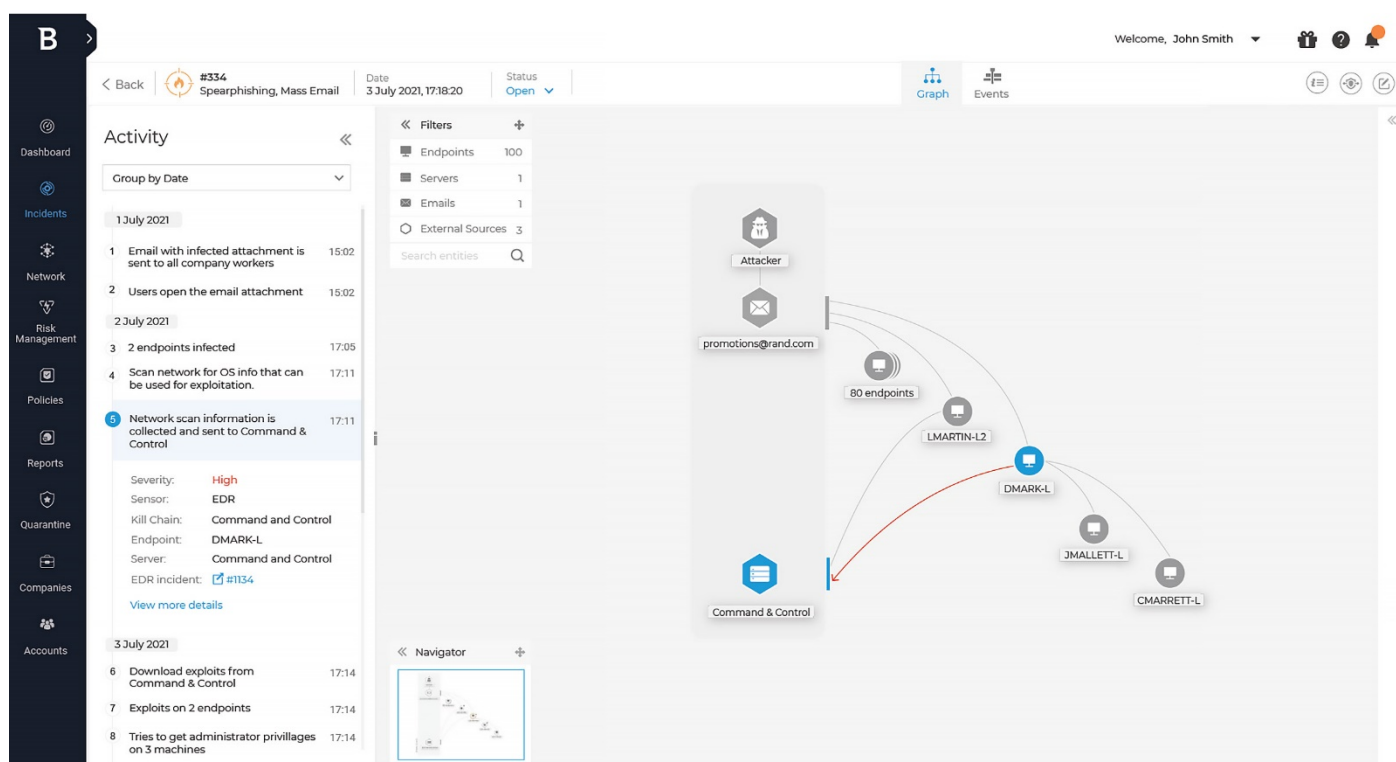 B
Welcome, John Smith
< Back
#334
Spearphishing, Mass Email
Date
3 July 2021, 17:18:20
Status
Open
Graph
Events
Dashboard
Incidents
Network
Risk
Management
Policies
Reports
Quarantine
Companies
Accounts
Activity
Group by Date
1 July 2021
1 Email with infected attachment is 15:02
sent to all company workers
2 Users open the email attachment 15:02
2 July 2021
3 2 endpoints infected 17:05
4 Scan network for OS info that can 17:11
be used for exploitation.
5 Network scan information is 17:11
collected and sent to Command &
Control
Severity: High
Sensor: EDR
Kill Chain: Command and Control
Endpoint: DMARK-L
Server: Command and Control
EDR incident: #1134
View more details
3 July 2021
6 Download exploits from 17:14
Command & Control
7 Exploits on 2 endpoints 17:14
8 Tries to get administrator privillages 17:14
on 3 machines
Filters
Endpoints 100
Servers 1
Emails 1
External Sources 3
Search entities
Attacker
promotions@rand.com
80 endpoints
LMARTIN-L2
DMARK-L
JMALLETT-L
CMARRETT-L
Command & Control
Navigator